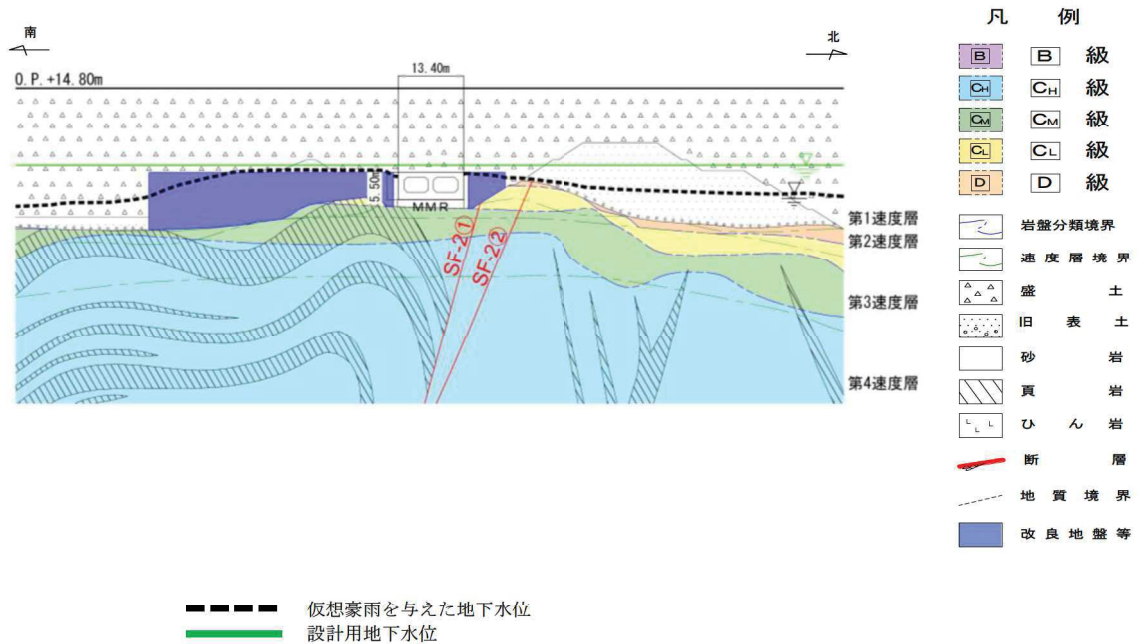 南
北
O.P.+14.80m
13.40m
5.50m
MMR
SF-2①
SF-2②
第1速度層
第2速度層
第3速度層
第4速度層
凡 例
B B 級
CH CH 級
CM CM 級
CL CL 級
D D 級
岩盤分類境界
速度層境界
盛土
旧表土
砂岩
頁岩
ひん岩
断層
地質境界
改良地盤等
仮想豪雨を与えた地下水位
設計用地下水位